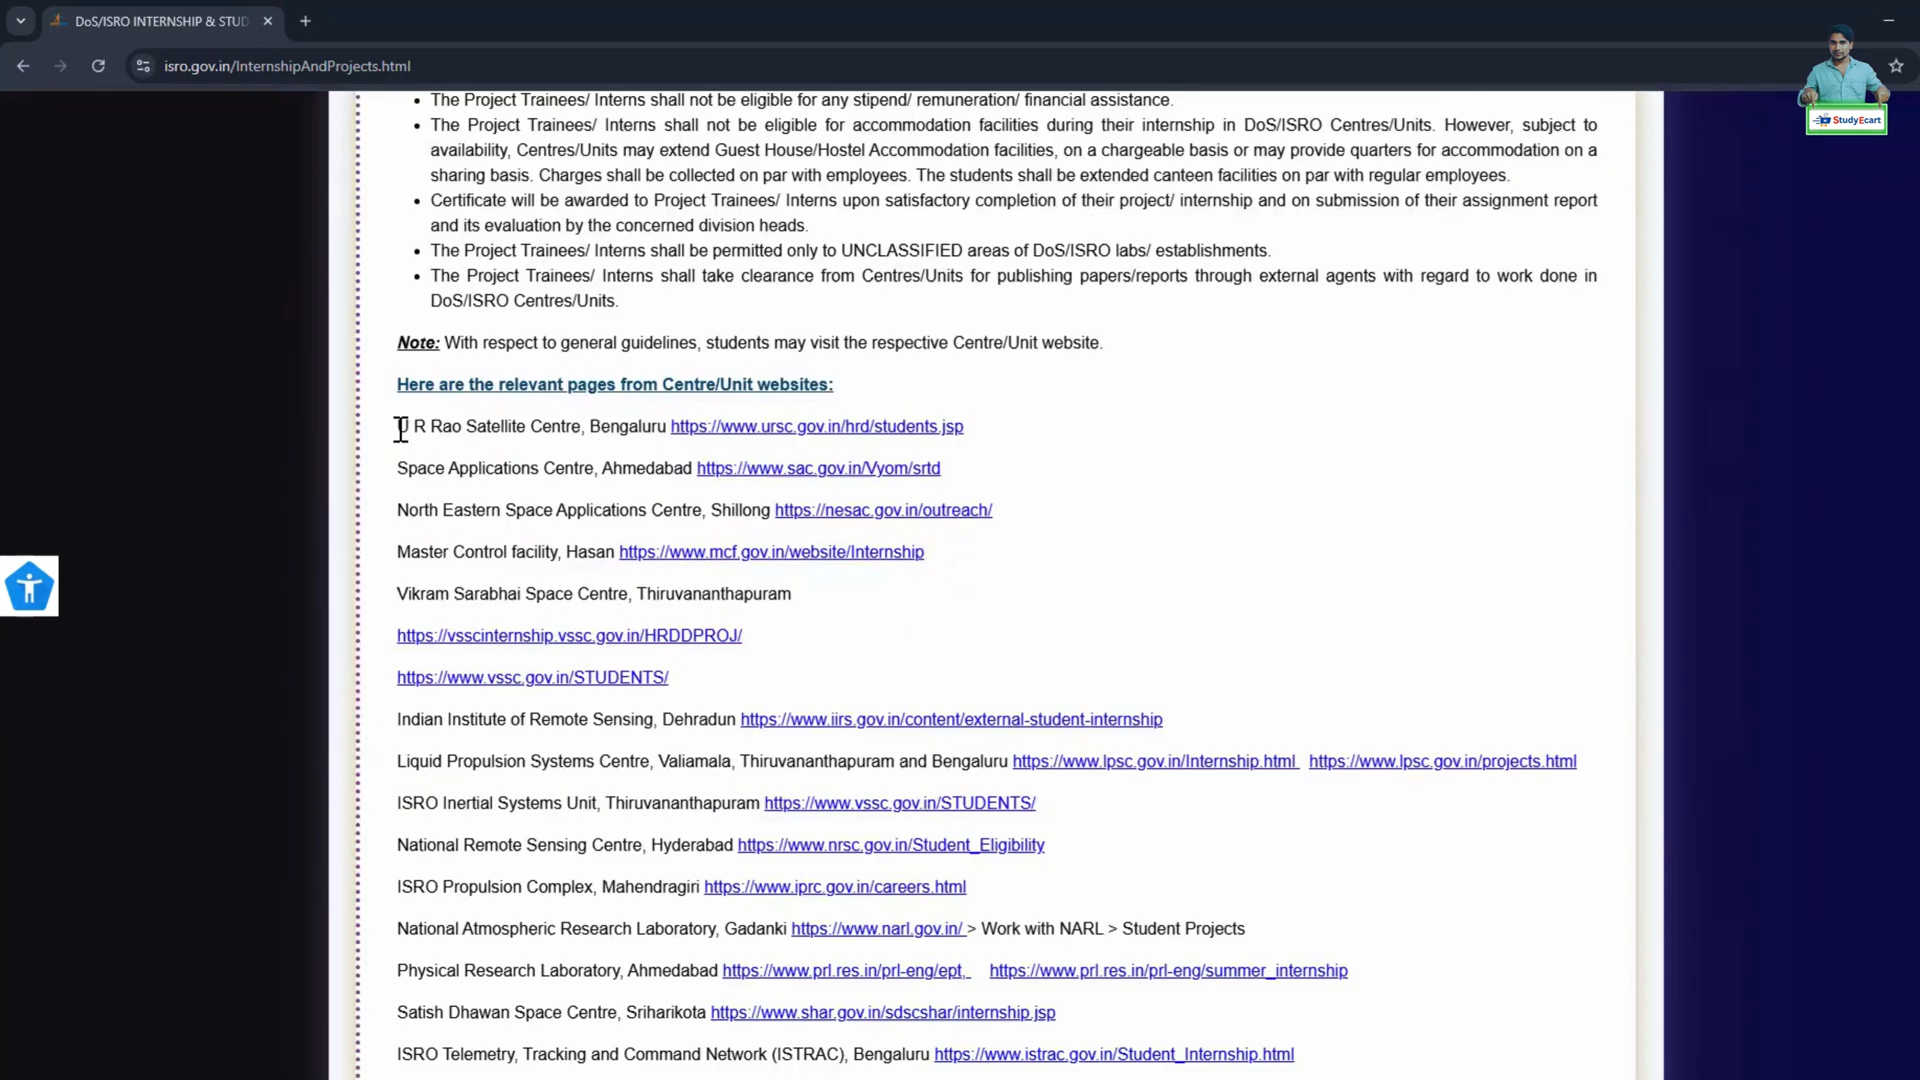 DoS/ISRO INTERNSHIP & STUD
isro.gov.in/InternshipAndProjects.html
StudyEcart
The Project Trainees/ Interns shall not be eligible for any stipend/ remuneration/ financial assistance.
The Project Trainees/ Interns shall not be eligible for accommodation facilities during their internship in DoS/ISRO Centres/Units. However, subject to
availability, Centres/Units may extend Guest House/Hostel Accommodation facilities, on a chargeable basis or may provide quarters for accommodation on a
sharing basis. Charges shall be collected on par with employees. The students shall be extended canteen facilities on par with regular employees.
Certificate will be awarded to Project Trainees/ Interns upon satisfactory completion of their project/ internship and on submission of their assignment report
and its evaluation by the concerned division heads.
The Project Trainees/ Interns shall be permitted only to UNCLASSIFIED areas of DoS/ISRO labs/ establishments.
The Project Trainees/ Interns shall take clearance from Centres/Units for publishing papers/reports through external agents with regard to work done in
DoS/ISRO Centres/Units.
Note: With respect to general guidelines, students may visit the respective Centre/Unit website.
Here are the relevant pages from Centre/Unit websites:
U R Rao Satellite Centre, Bengaluru https://www.ursc.gov.in/hrd/students.jsp
Space Applications Centre, Ahmedabad https://www.sac.gov.in/Vyom/srtd
North Eastern Space Applications Centre, Shillong https://nesac.gov.in/outreach/
Master Control facility, Hasan https://www.mcf.gov.in/website/Internship
Vikram Sarabhai Space Centre, Thiruvananthapuram
https://vsscinternship.vssc.gov.in/HRDDPROJ/
https://www.vssc.gov.in/STUDENTS/
Indian Institute of Remote Sensing, Dehradun https://www.iirs.gov.in/content/external-student-internship
Liquid Propulsion Systems Centre, Valiamala, Thiruvananthapuram and Bengaluru https://www.lpsc.gov.in/Internship.html https://www.lpsc.gov.in/projects.html
ISRO Inertial Systems Unit, Thiruvananthapuram https://www.vssc.gov.in/STUDENTS/
National Remote Sensing Centre, Hyderabad https://www.nrsc.gov.in/Student_Eligibility
ISRO Propulsion Complex, Mahendragiri https://www.iprc.gov.in/careers.html
National Atmospheric Research Laboratory, Gadanki https://www.narl.gov.in/ > Work with NARL > Student Projects
Physical Research Laboratory, Ahmedabad https://www.prl.res.in/prl-eng/ept, https://www.prl.res.in/prl-eng/summer_internship
Satish Dhawan Space Centre, Sriharikota https://www.shar.gov.in/sdscshar/internship.jsp
ISRO Telemetry, Tracking and Command Network (ISTRAC), Bengaluru https://www.istrac.gov.in/Student_Internship.html